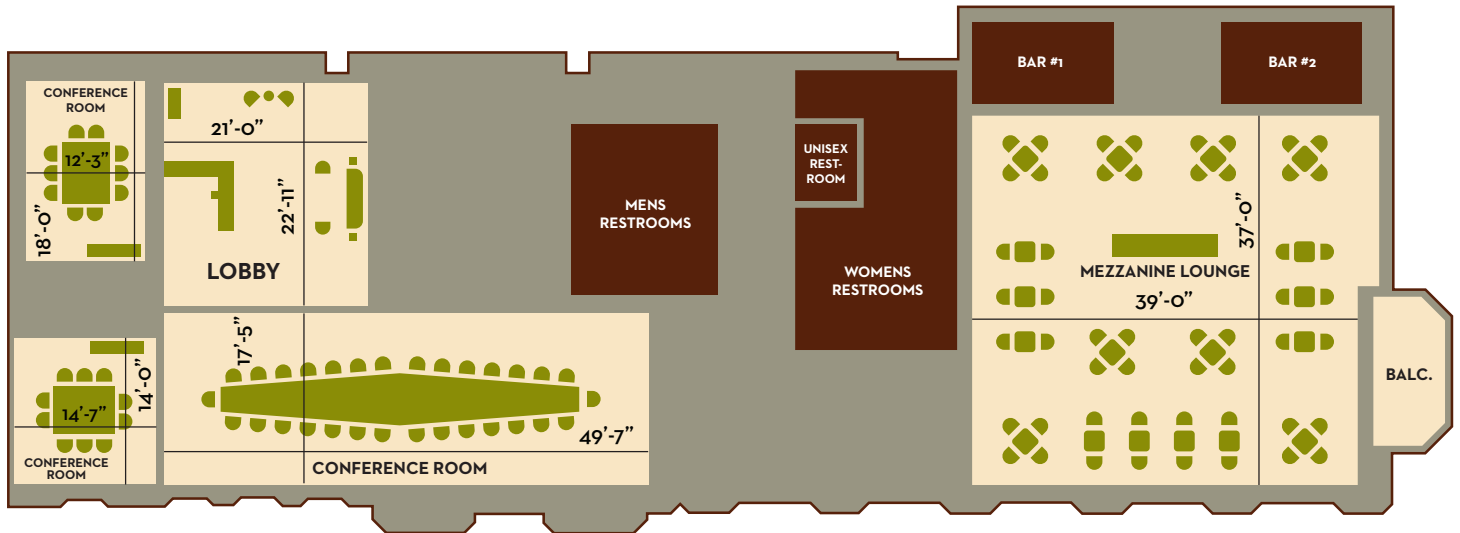 CONFERENCE
ROOM
12’-3”
18’-0”
21’-0”
22’-11”
LOBBY
14’-0”
14’-7”
CONFERENCE
ROOM
17’-5”
49’-7”
CONFERENCE ROOM
MENS
RESTROOMS
UNISEX
REST-
ROOM
WOMENS
RESTROOMS
BAR #1
BAR #2
37’-0”
MEZZANINE LOUNGE
39’-0”
BALC.